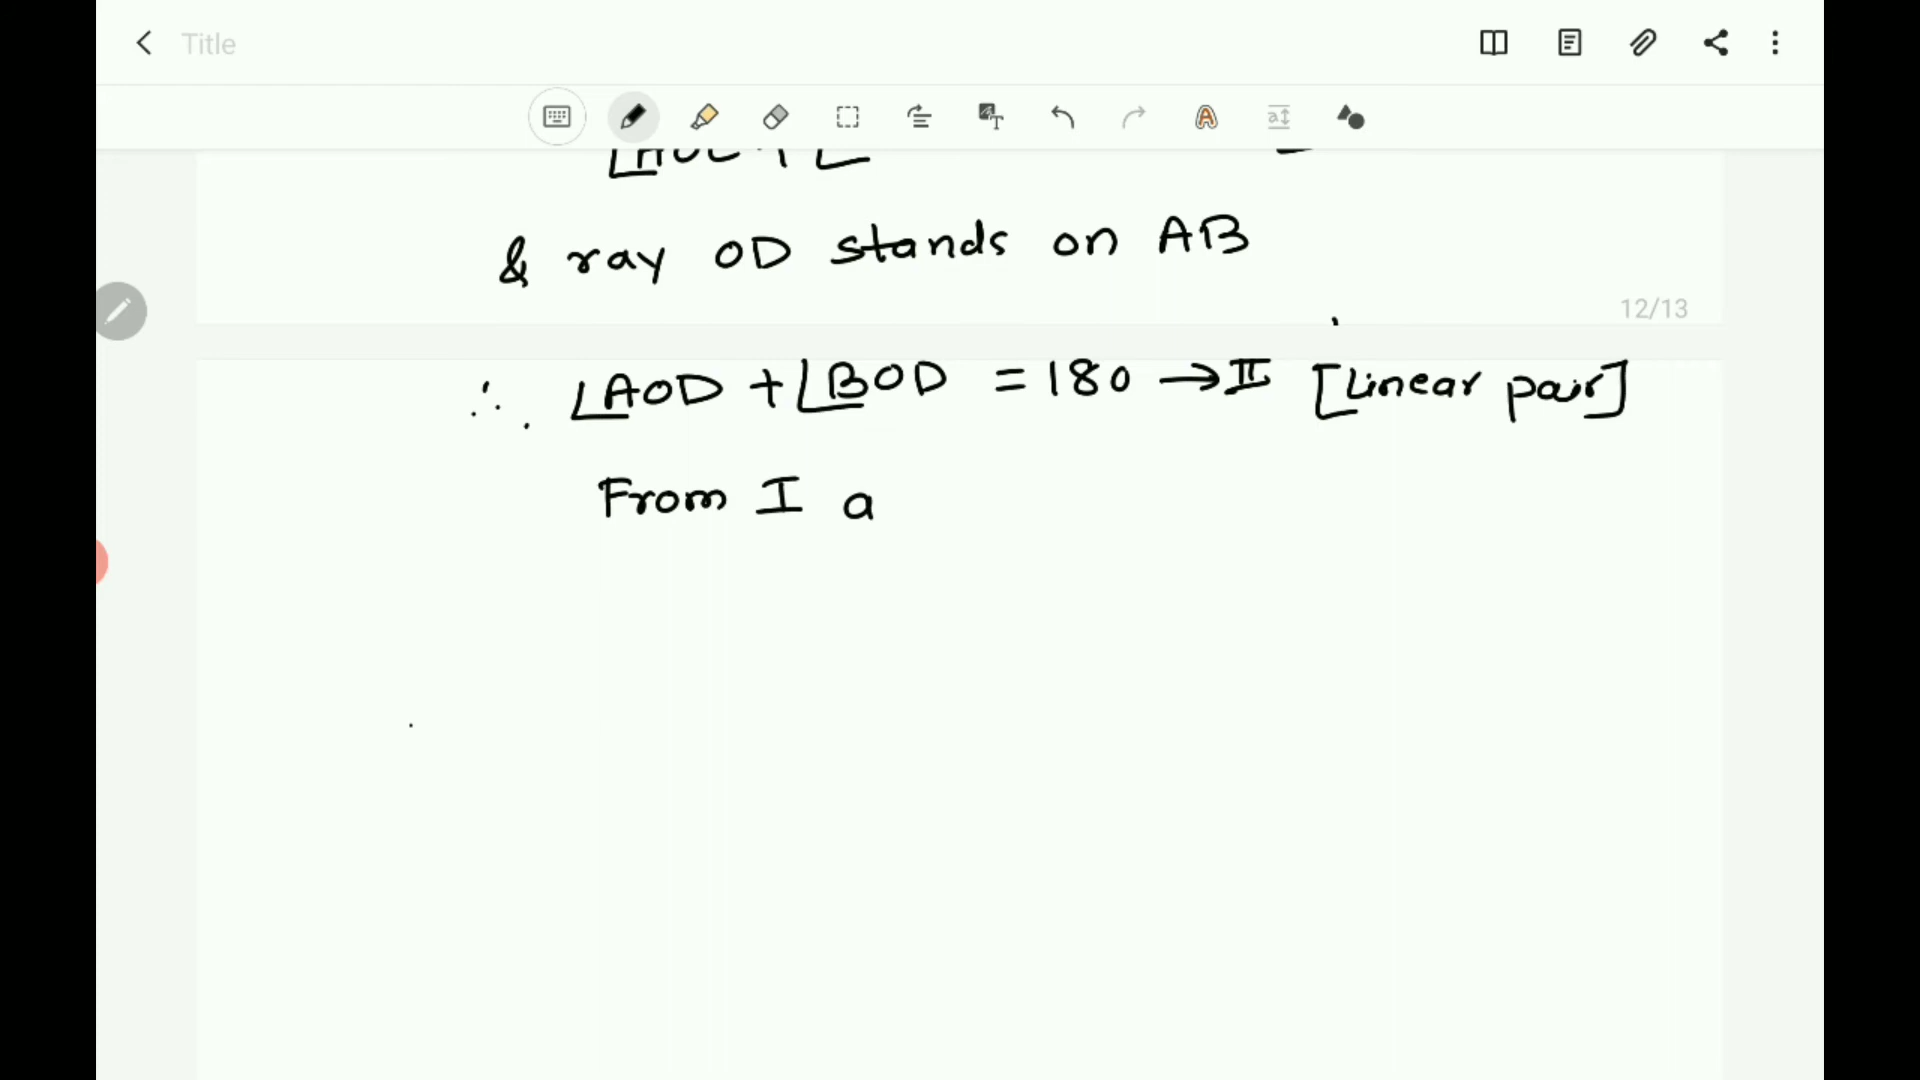 Title
& ray OD stands on AB
12/13
∴ ∠AOD + ∠BOD = 180 → II [Linear pair]
From I a